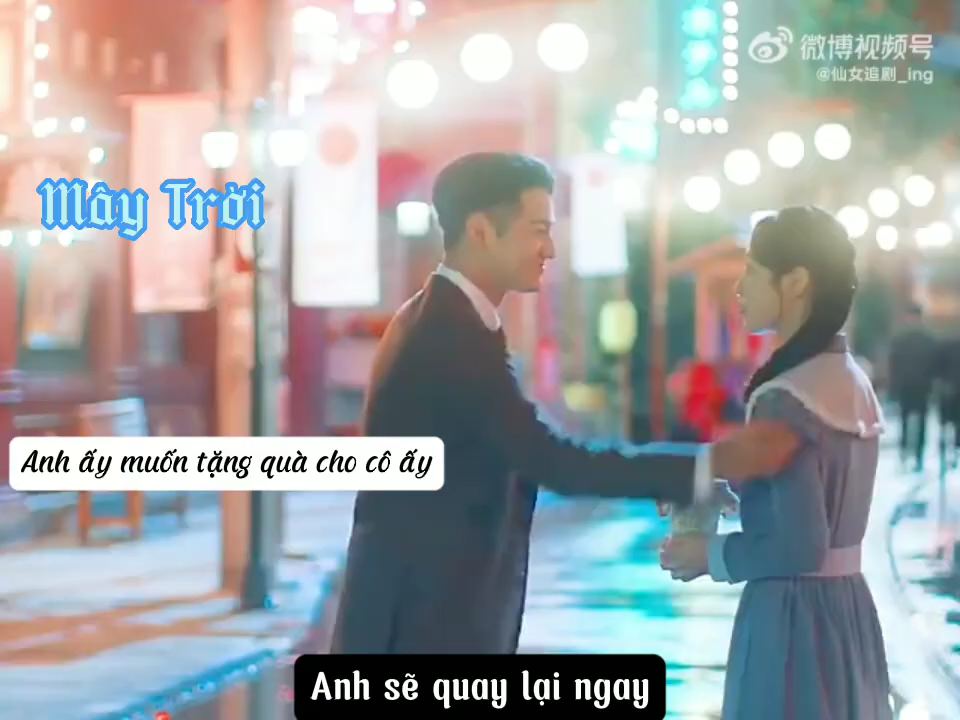 微博视频号
@仙女追剧_ing
Mây Trời
Anh ấy muốn tặng quà cho cô ấy
Anh sẽ quay lại ngay